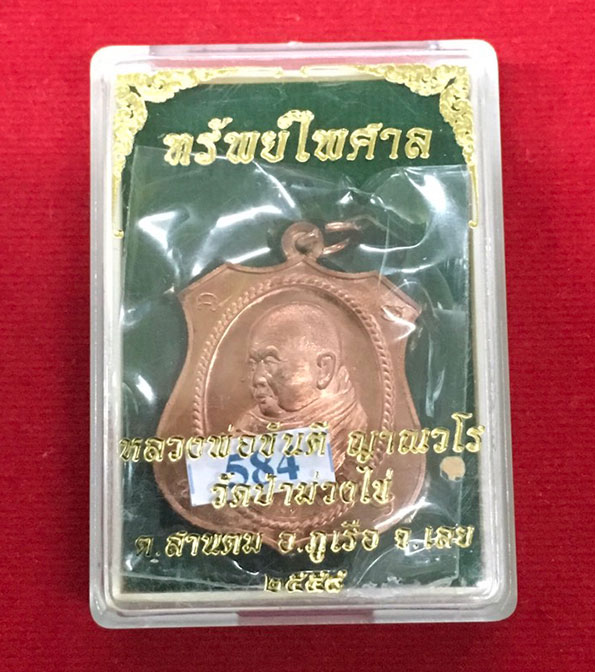 ทรัพย์ไพศาล
หลวงพ่อขันตี ญาณวโร
584
วัดป่าม่วงไข่
ต.สานตม อ.ภูเรือ จ.เลย
๒๕๕๘